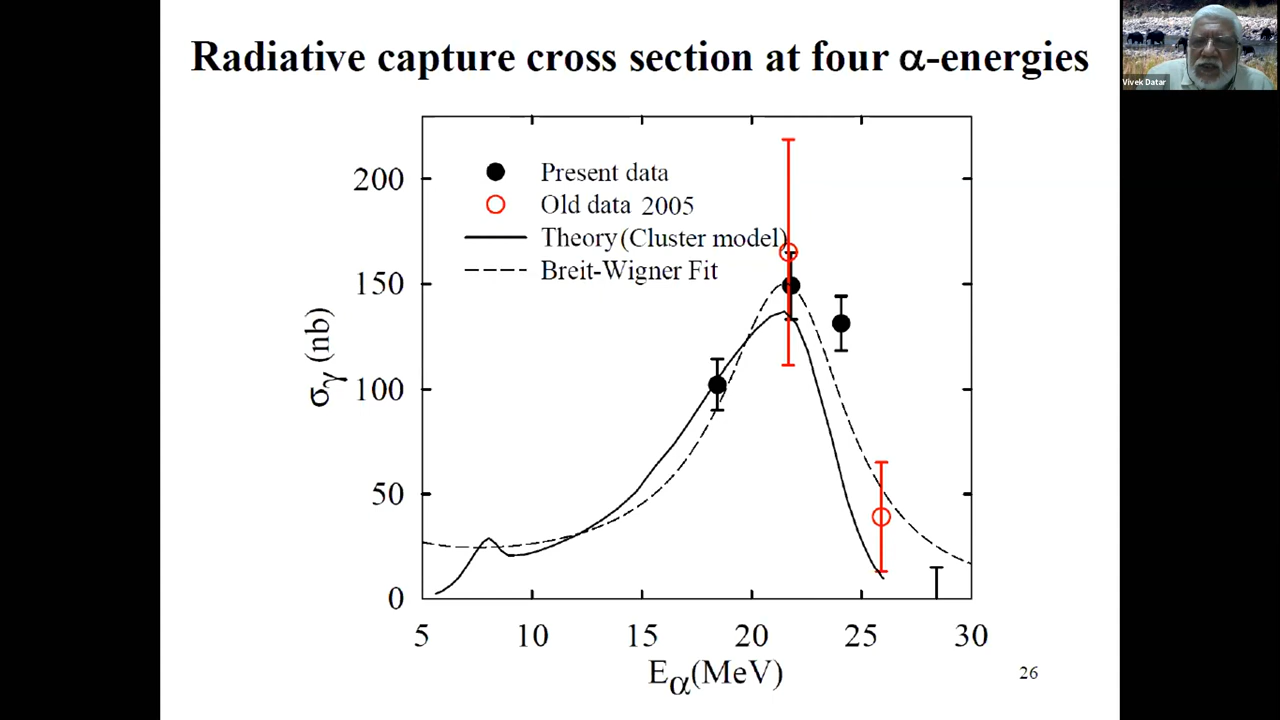 Radiative capture cross section at four α-energies
Vivek Datar
Present data
Old data 2005
Theory (Cluster model)
Breit-Wigner Fit
200
150
100
50
0
σγ (nb)
5 10 15 20 25 30
Eα(MeV)
26